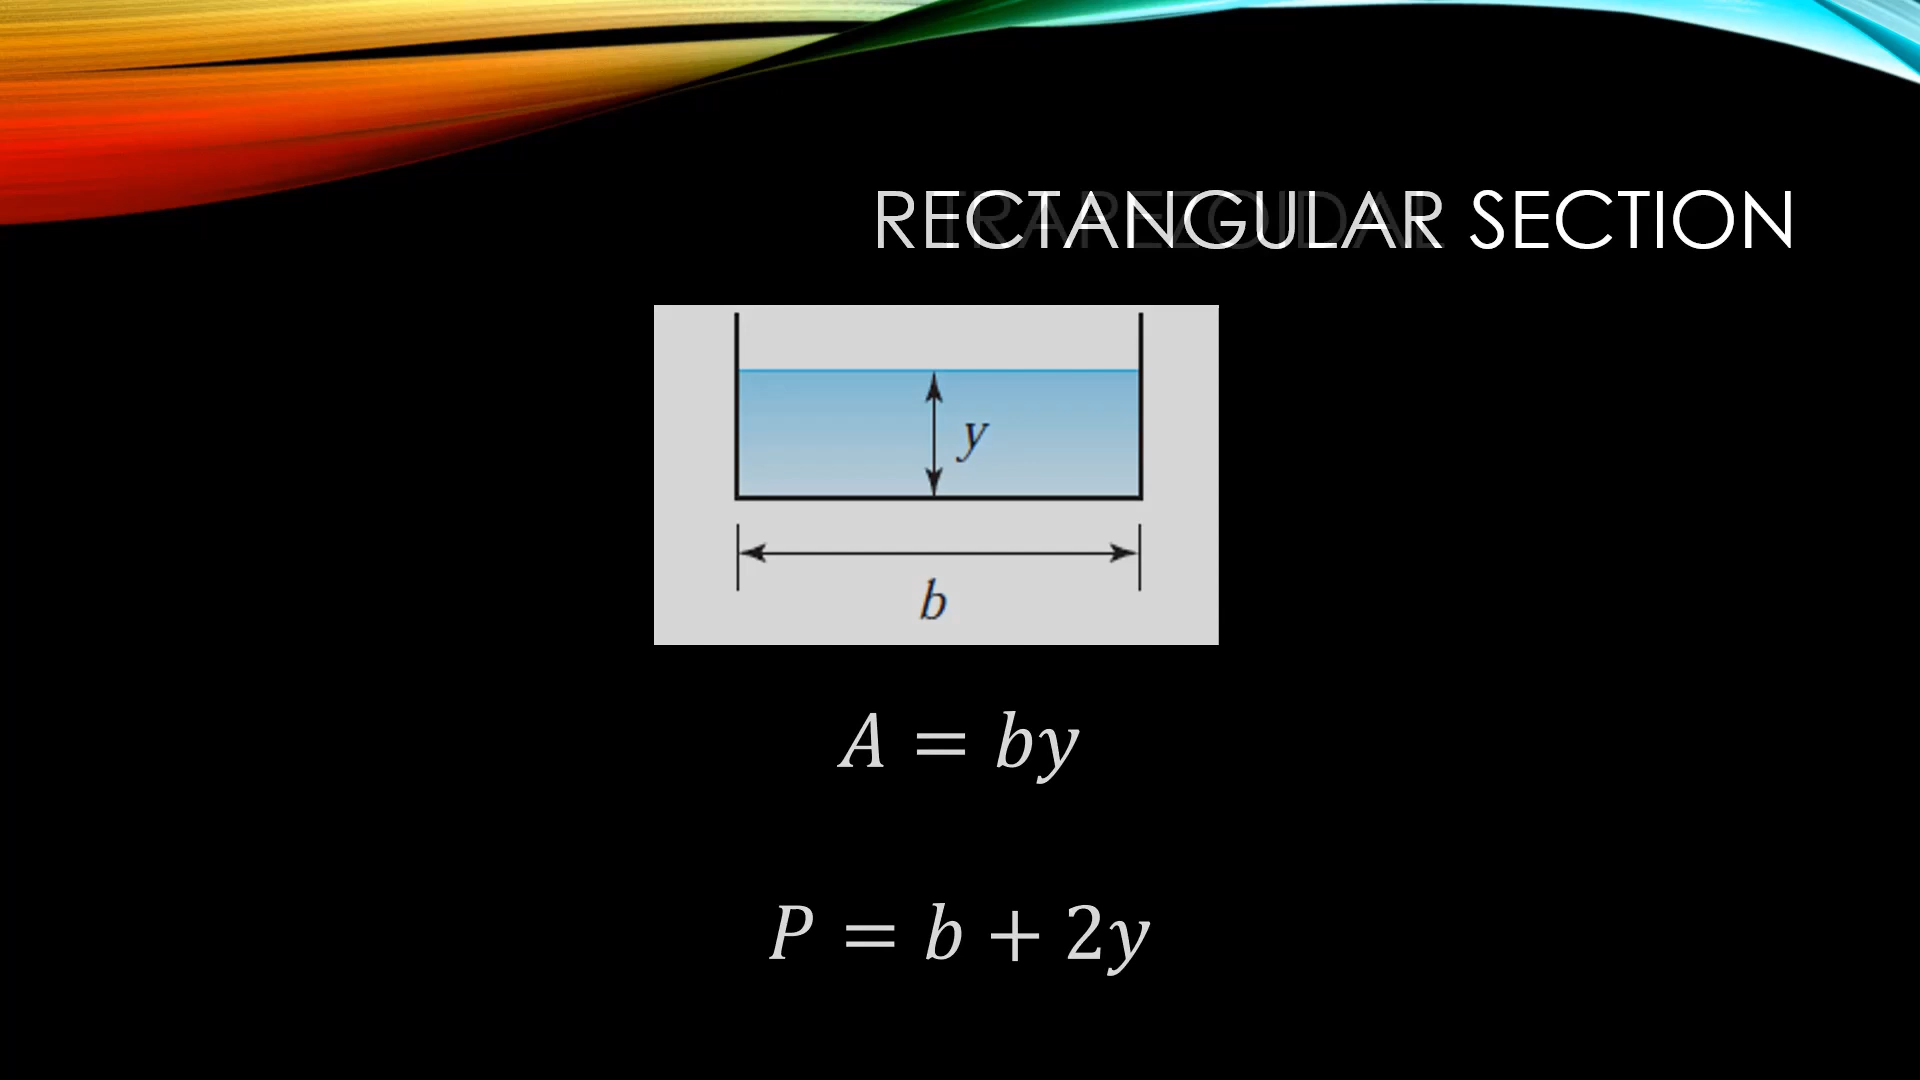 RECTANGULAR SECTION
y
b
A = by
P = b + 2y